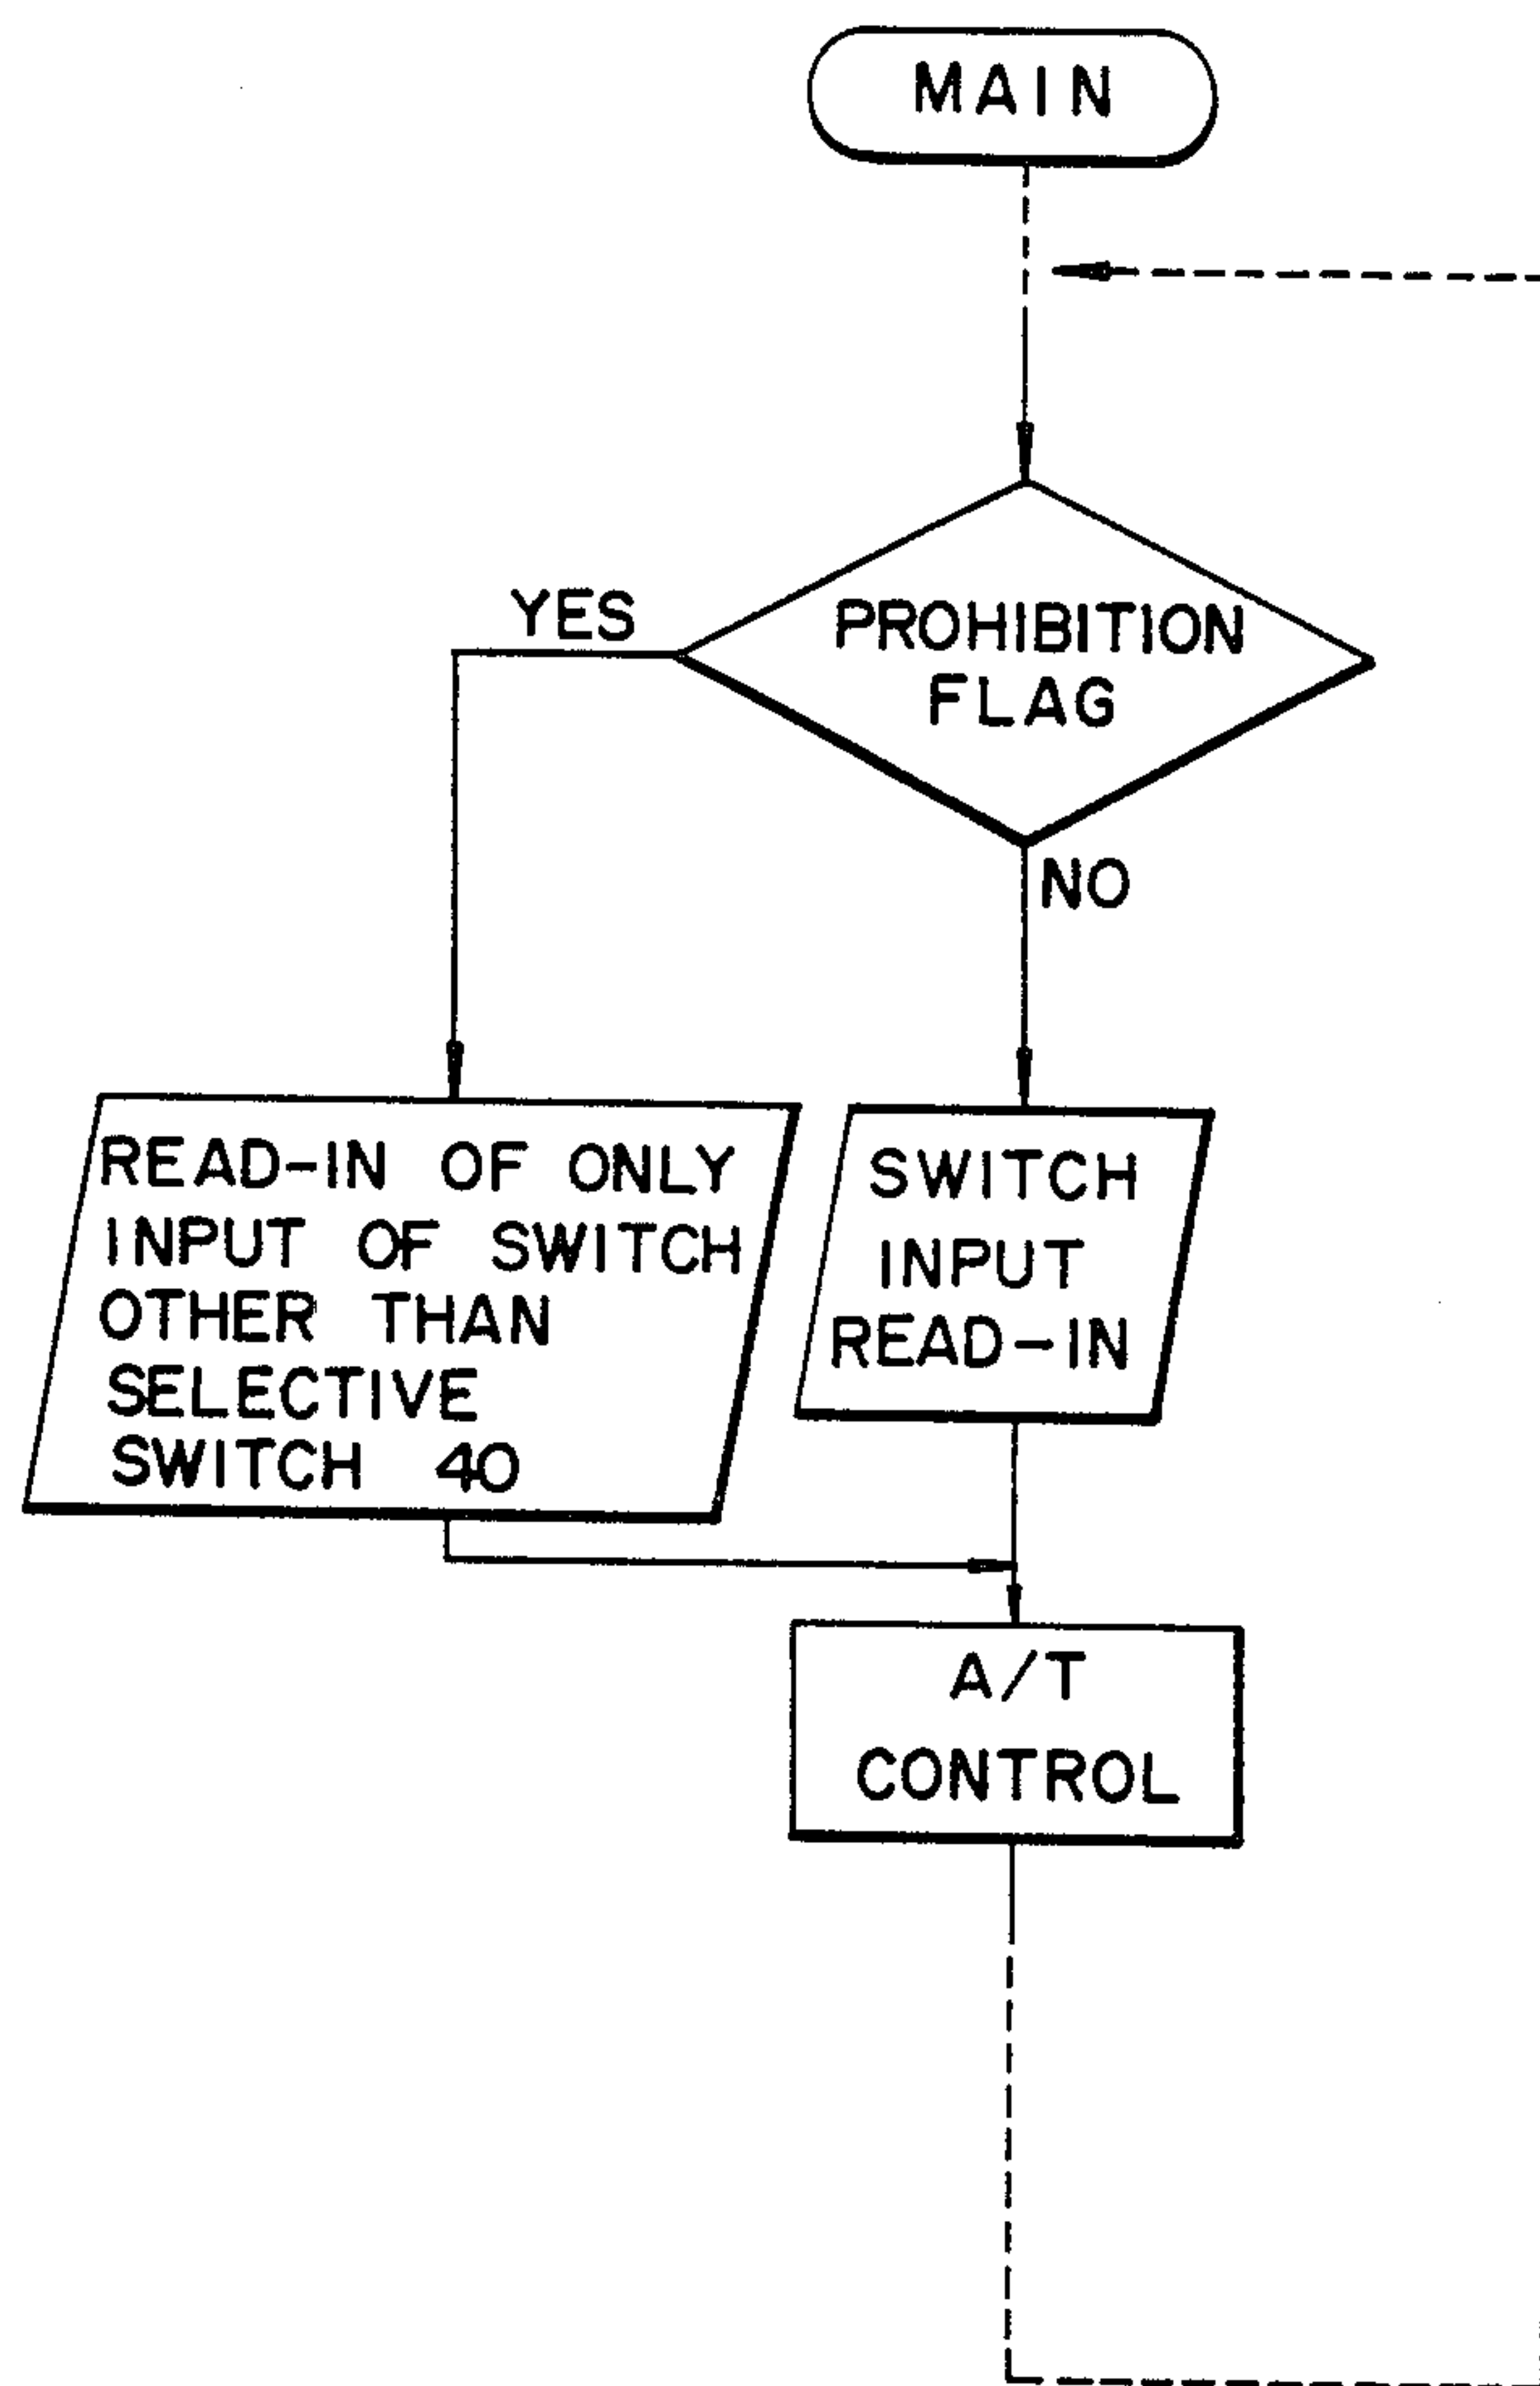 MAIN
PROHIBITION
FLAG
YES
NO
READ-IN OF ONLY
INPUT OF SWITCH
OTHER THAN
SELECTIVE
SWITCH 40
SWITCH
INPUT
READ-IN
A/T
CONTROL